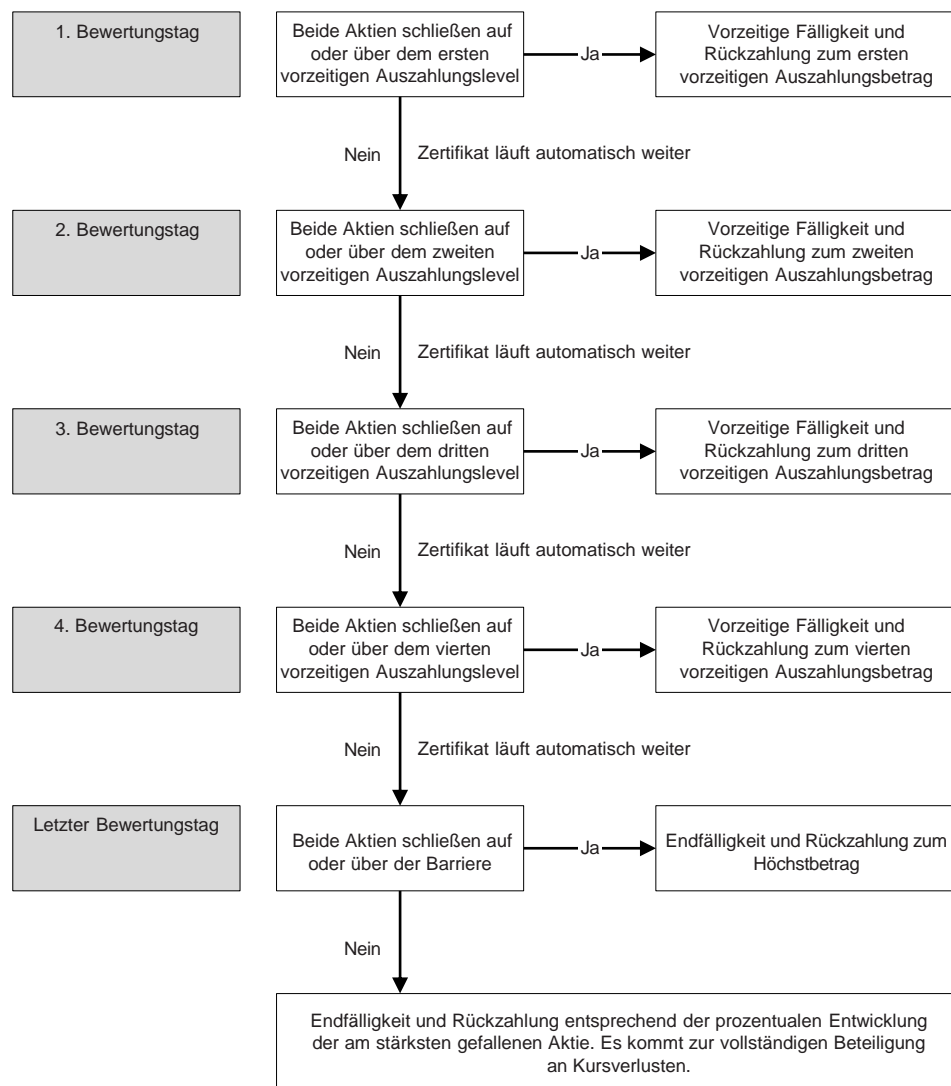 1. Bewertungstag
Beide Aktien schließen auf
oder über dem ersten
vorzeitigen Auszahlungslevel
Ja
Vorzeitige Fälligkeit und
Rückzahlung zum ersten
vorzeitigen Auszahlungsbetrag
Nein
Zertifikat läuft automatisch weiter
2. Bewertungstag
Beide Aktien schließen auf
oder über dem zweiten
vorzeitigen Auszahlungslevel
Ja
Vorzeitige Fälligkeit und
Rückzahlung zum zweiten
vorzeitigen Auszahlungsbetrag
Nein
Zertifikat läuft automatisch weiter
3. Bewertungstag
Beide Aktien schließen auf
oder über dem dritten
vorzeitigen Auszahlungslevel
Ja
Vorzeitige Fälligkeit und
Rückzahlung zum dritten
vorzeitigen Auszahlungsbetrag
Nein
Zertifikat läuft automatisch weiter
4. Bewertungstag
Beide Aktien schließen auf
oder über dem vierten
vorzeitigen Auszahlungslevel
Ja
Vorzeitige Fälligkeit und
Rückzahlung zum vierten
vorzeitigen Auszahlungsbetrag
Nein
Zertifikat läuft automatisch weiter
Letzter Bewertungstag
Beide Aktien schließen auf
oder über der Barriere
Ja
Endfälligkeit und Rückzahlung zum
Höchstbetrag
Nein
Endfälligkeit und Rückzahlung entsprechend der prozentualen Entwicklung
der am stärksten gefallenen Aktie. Es kommt zur vollständigen Beteiligung
an Kursverlusten.